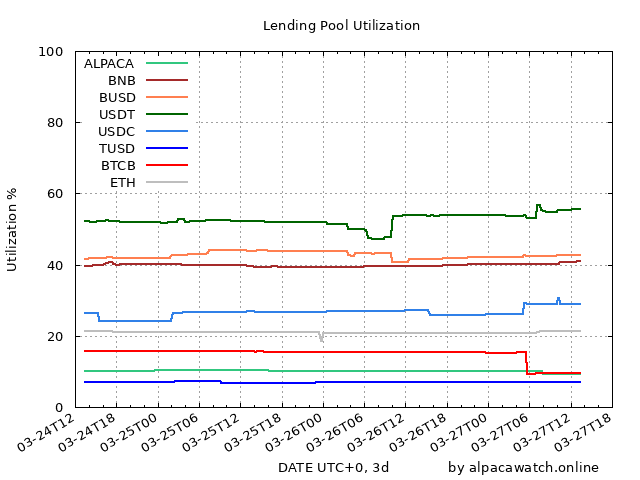 Lending Pool Utilization
100
80
60
40
20
0
Utilization %
ALPACA
BNB
BUSD
USDT
USDC
TUSD
BTCB
ETH
03-24T12
03-24T18
03-25T00
03-25T06
03-25T12
03-25T18
03-26T00
03-26T06
03-26T12
03-26T18
03-27T00
03-27T06
03-27T12
03-27T18
DATE UTC+0, 3d
by alpacawatch.online